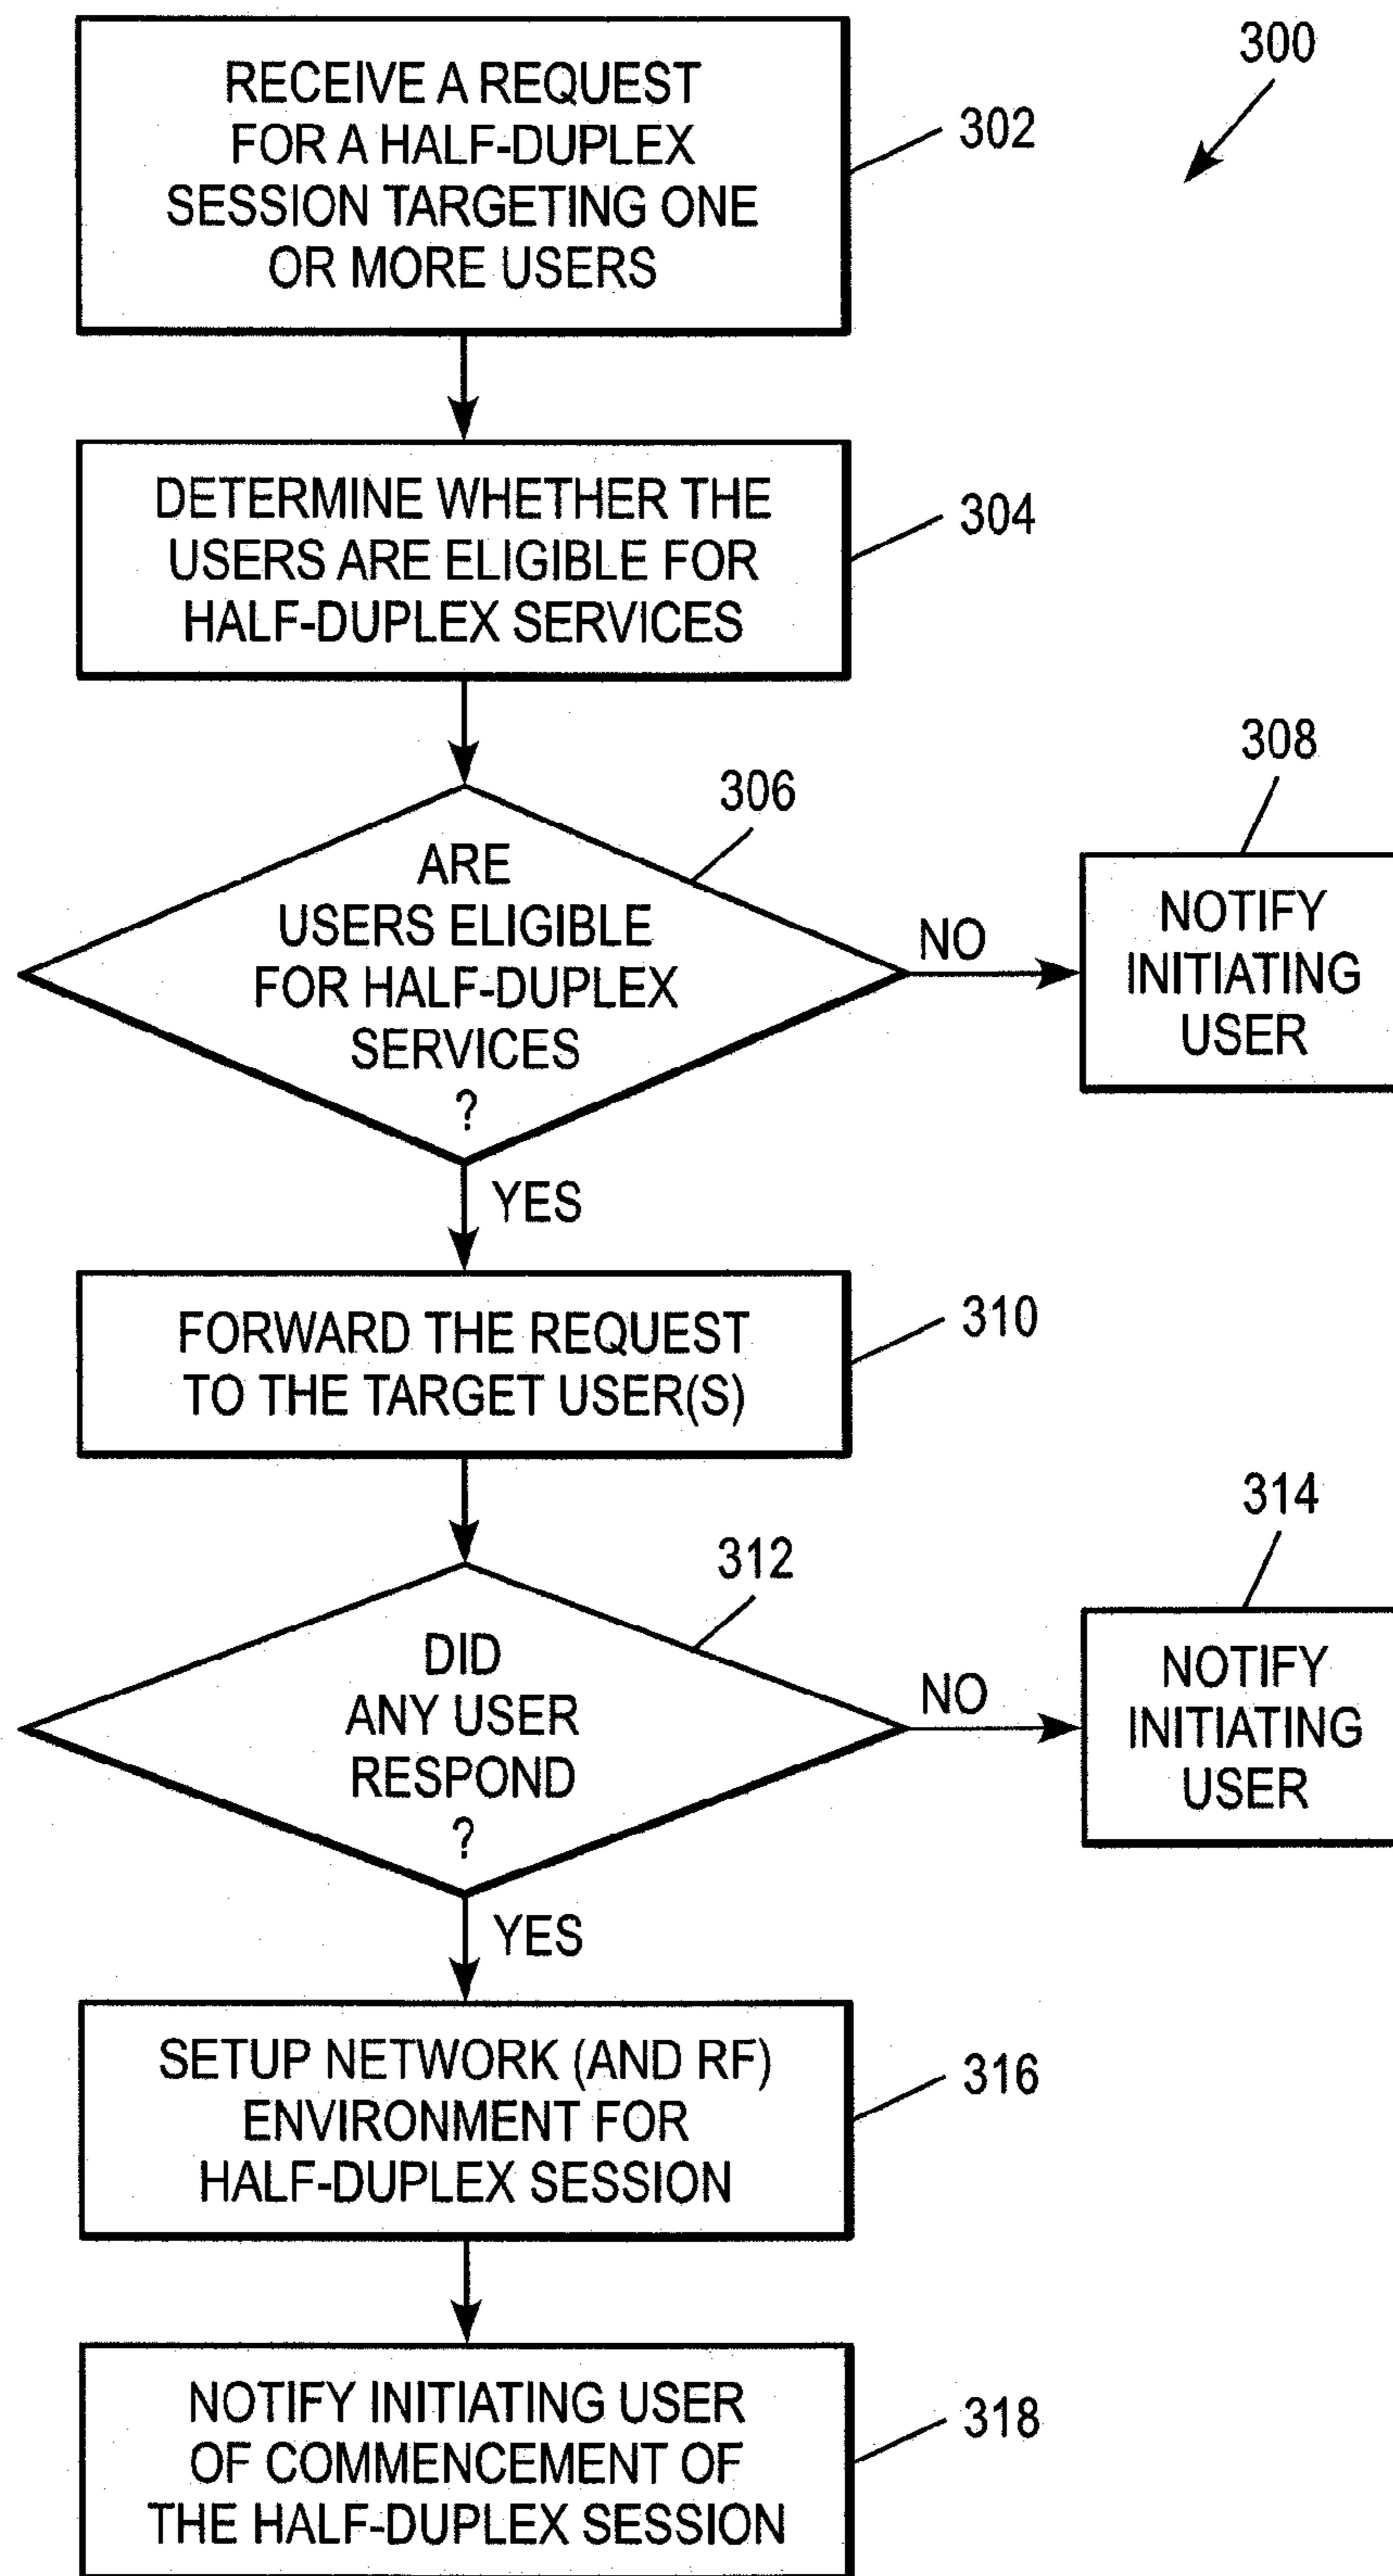 300
RECEIVE A REQUEST
FOR A HALF-DUPLEX
SESSION TARGETING ONE
OR MORE USERS
302
DETERMINE WHETHER THE
USERS ARE ELIGIBLE FOR
HALF-DUPLEX SERVICES
304
306
ARE
USERS ELIGIBLE
FOR HALF-DUPLEX
SERVICES
?
NO
308
NOTIFY
INITIATING
USER
YES
FORWARD THE REQUEST
TO THE TARGET USER(S)
310
312
DID
ANY USER
RESPOND
?
NO
314
NOTIFY
INITIATING
USER
YES
SETUP NETWORK (AND RF)
ENVIRONMENT FOR
HALF-DUPLEX SESSION
316
NOTIFY INITIATING USER
OF COMMENCEMENT OF
THE HALF-DUPLEX SESSION
318